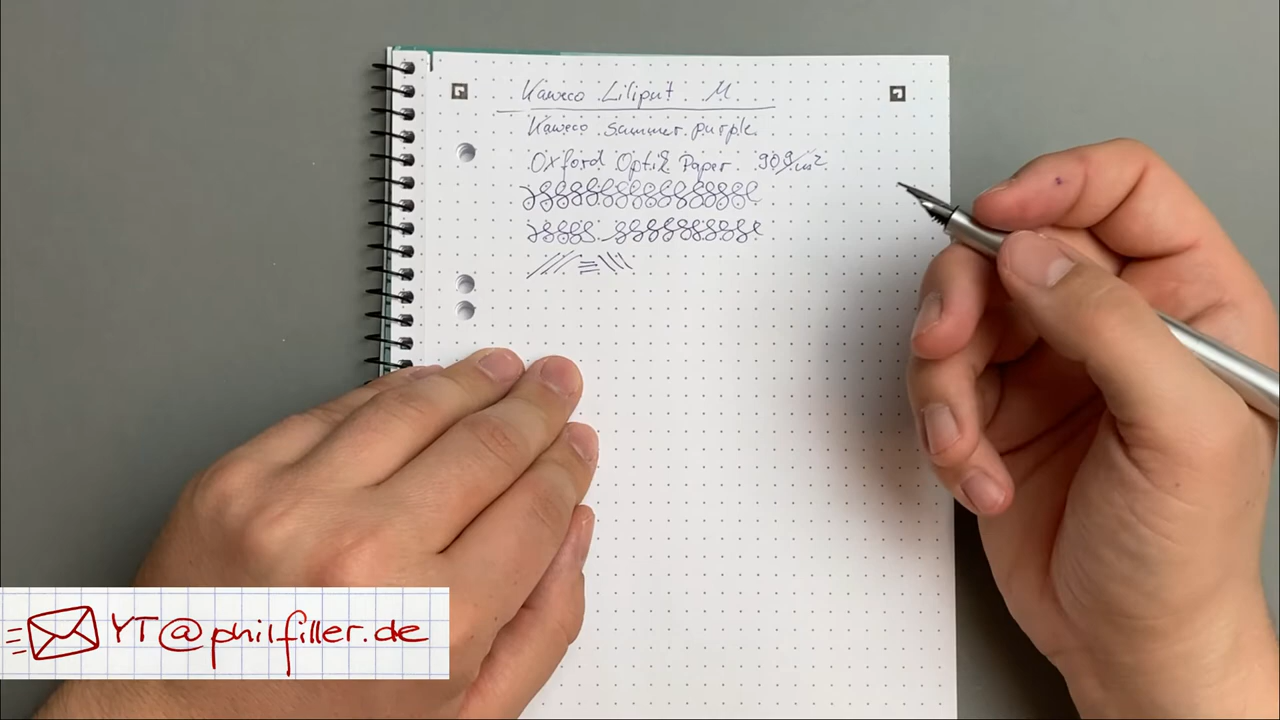 Kaweco Liliput M
Kaweco Summer purple
Oxford Optik Paper 90g/m²
YT@philfiller.de